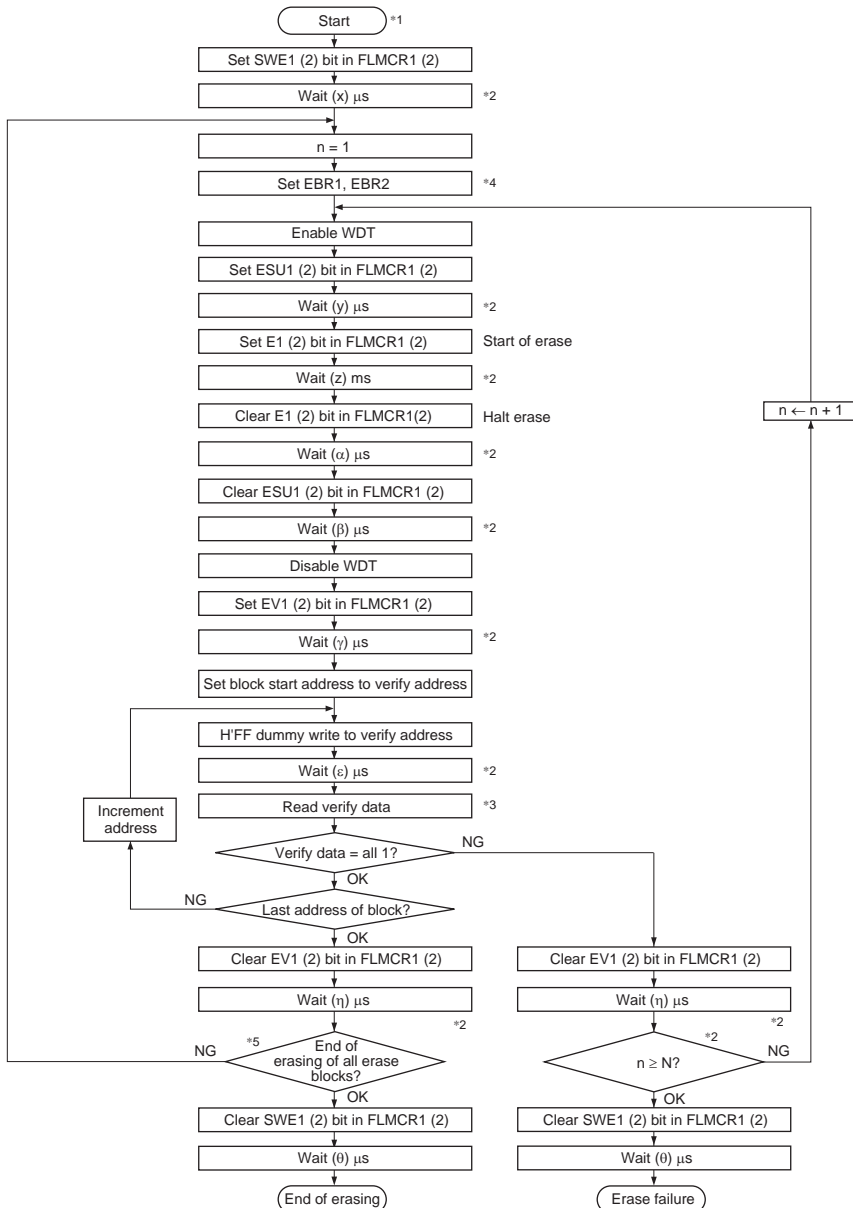 Start
*1
Set SWE1 (2) bit in FLMCR1 (2)
Wait (x) μs
*2
n = 1
Set EBR1, EBR2
*4
Enable WDT
Set ESU1 (2) bit in FLMCR1 (2)
Wait (y) μs
*2
Set E1 (2) bit in FLMCR1 (2)
Start of erase
Wait (z) ms
*2
Clear E1 (2) bit in FLMCR1(2)
Halt erase
n ← n + 1
Wait (α) μs
*2
Clear ESU1 (2) bit in FLMCR1 (2)
Wait (β) μs
*2
Disable WDT
Set EV1 (2) bit in FLMCR1 (2)
Wait (γ) μs
*2
Set block start address to verify address
H'FF dummy write to verify address
Wait (ε) μs
*2
Increment
address
Read verify data
*3
Verify data = all 1?
NG
OK
NG
Last address of block?
OK
Clear EV1 (2) bit in FLMCR1 (2)
Clear EV1 (2) bit in FLMCR1 (2)
Wait (η) μs
Wait (η) μs
*2
*2
NG
*5
End of
erasing of all erase
blocks?
*2
n ≥ N?
NG
OK
OK
Clear SWE1 (2) bit in FLMCR1 (2)
Clear SWE1 (2) bit in FLMCR1 (2)
Wait (θ) μs
Wait (θ) μs
End of erasing
Erase failure